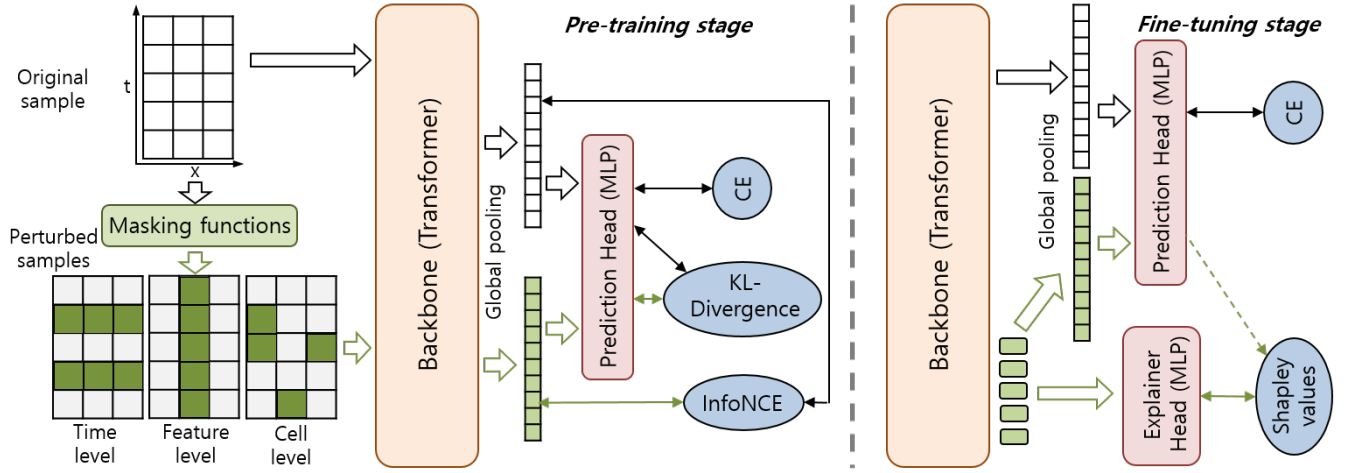 Original
sample
t
x
Masking functions
Perturbed
samples
Time
level
Feature
level
Cell
level
Backbone (Transformer)
Global pooling
Pre-training stage
Prediction Head (MLP)
CE
KL-
Divergence
InfoNCE
Backbone (Transformer)
Global pooling
Fine-tuning stage
Prediction Head (MLP)
CE
Explainer
Head (MLP)
Shapley
values